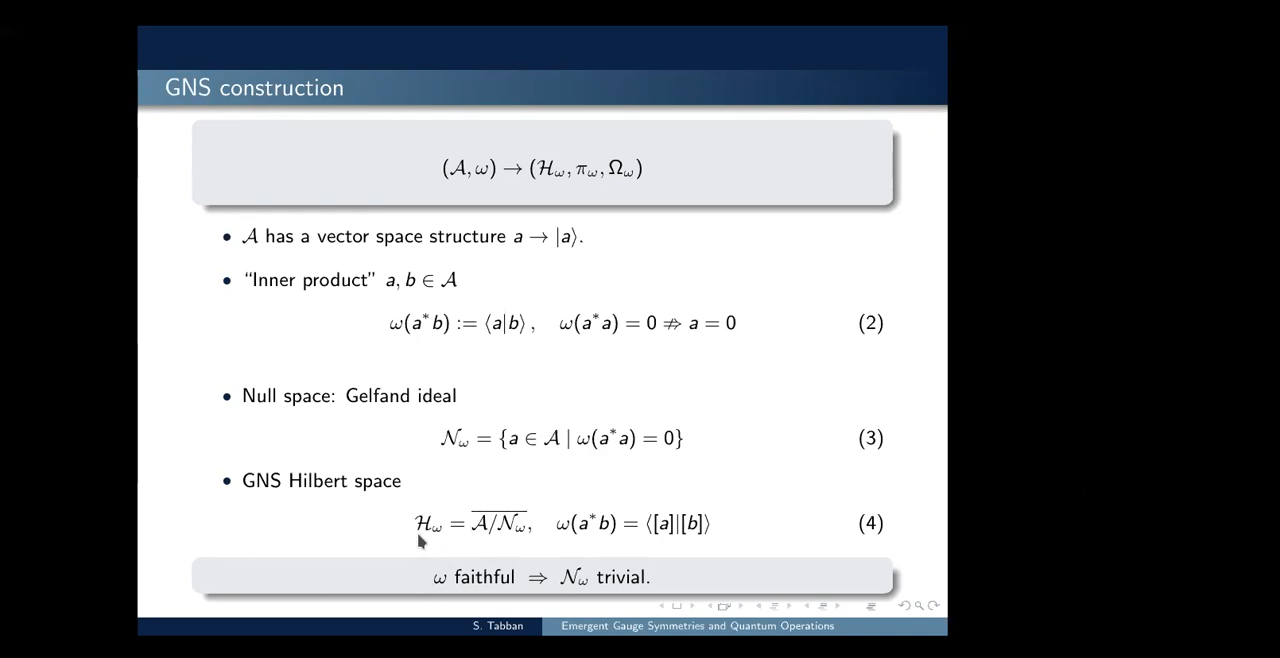 GNS construction
(𝒜, ω) → (ℋ_ω, π_ω, Ω_ω)
• 𝒜 has a vector space structure a → |a⟩.
• “Inner product” a, b ∈ 𝒜
ω(a*b) := ⟨a|b⟩ ,   ω(a*a) = 0 ⇏ a = 0   (2)
• Null space: Gelfand ideal
𝒩_ω = {a ∈ 𝒜 | ω(a*a) = 0}   (3)
• GNS Hilbert space
ℋ_ω = \overline{𝒜/𝒩_ω},   ω(a*b) = ⟨[a]|[b]⟩   (4)
ω faithful ⇒ 𝒩_ω trivial.
S. Tabban   Emergent Gauge Symmetries and Quantum Operations